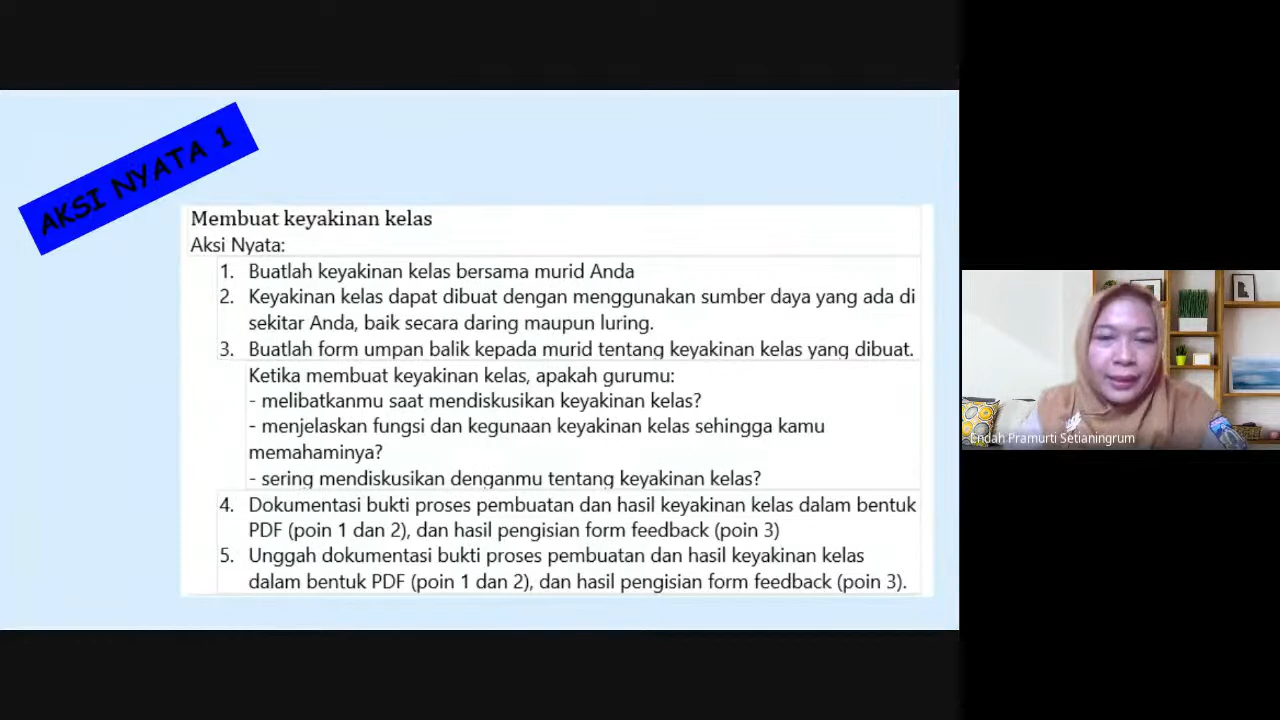 AKSI NYATA 1
Membuat keyakinan kelas
Aksi Nyata:
1. Buatlah keyakinan kelas bersama murid Anda
2. Keyakinan kelas dapat dibuat dengan menggunakan sumber daya yang ada di
sekitar Anda, baik secara daring maupun luring.
3. Buatlah form umpan balik kepada murid tentang keyakinan kelas yang dibuat.
Ketika membuat keyakinan kelas, apakah gurumu:
- melibatkanmu saat mendiskusikan keyakinan kelas?
- menjelaskan fungsi dan kegunaan keyakinan kelas sehingga kamu
memahaminya?
- sering mendiskusikan denganmu tentang keyakinan kelas?
4. Dokumentasi bukti proses pembuatan dan hasil keyakinan kelas dalam bentuk
PDF (poin 1 dan 2), dan hasil pengisian form feedback (poin 3)
5. Unggah dokumentasi bukti proses pembuatan dan hasil keyakinan kelas
dalam bentuk PDF (poin 1 dan 2), dan hasil pengisian form feedback (poin 3).
Endah Pramurti Setianingrum